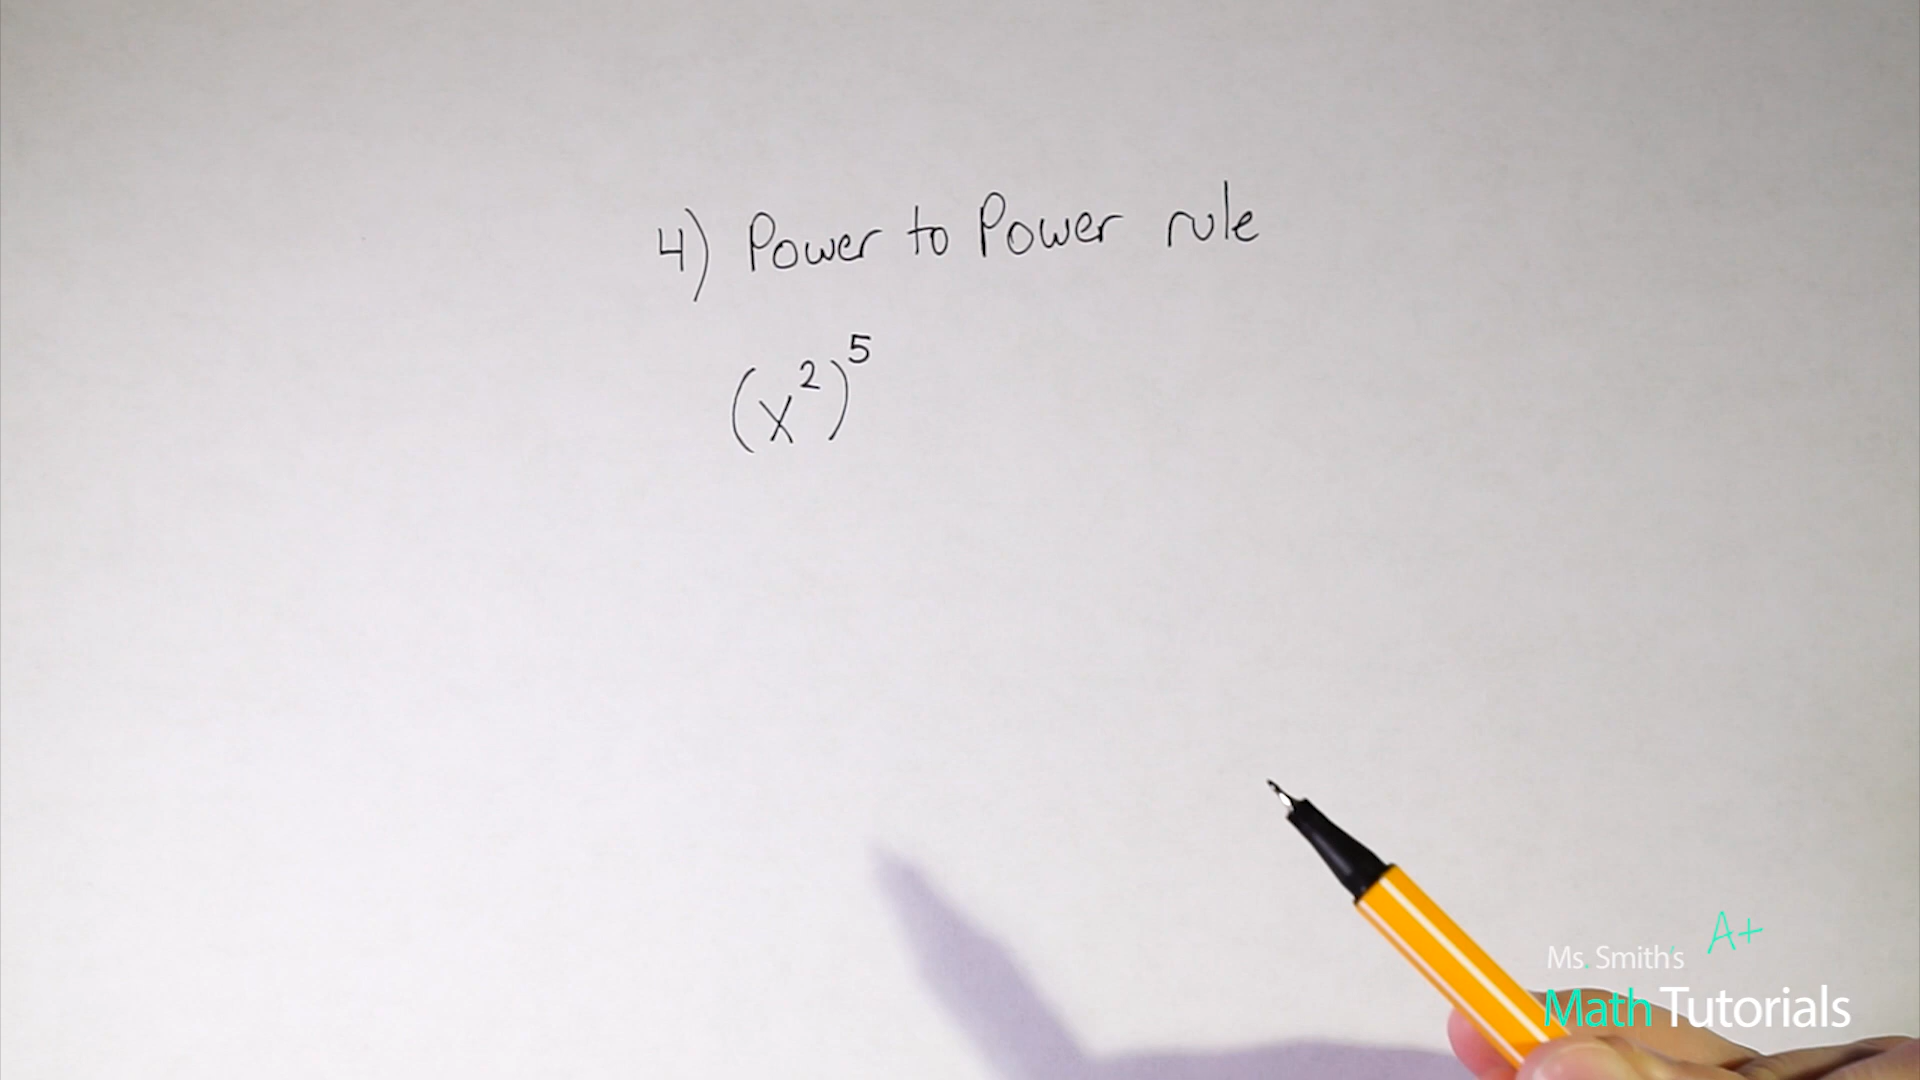 4) Power to Power rule
(x²)⁵
A+
Ms. Smith's
Math Tutorials